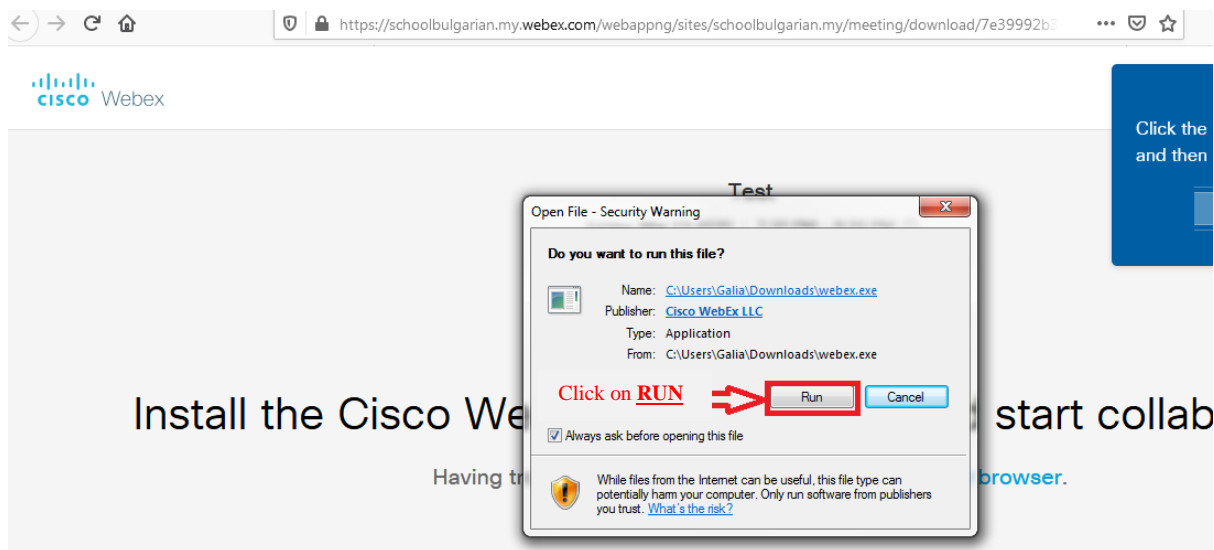 https://schoolbulgarian.my.webex.com/webappng/sites/schoolbulgarian.my/meeting/download/7e39992b3
cisco Webex
Click the
and then
Test
Open File - Security Warning
Do you want to run this file?
Name: C:\Users\Galia\Downloads\webex.exe
Publisher: Cisco WebEx LLC
Type: Application
From: C:\Users\Galia\Downloads\webex.exe
Click on RUN Run Cancel
Install the Cisco We start collab
Always ask before opening this file
Having tr browser.
While files from the Internet can be useful, this file type can
potentially harm your computer. Only run software from publishers
you trust. What's the risk?